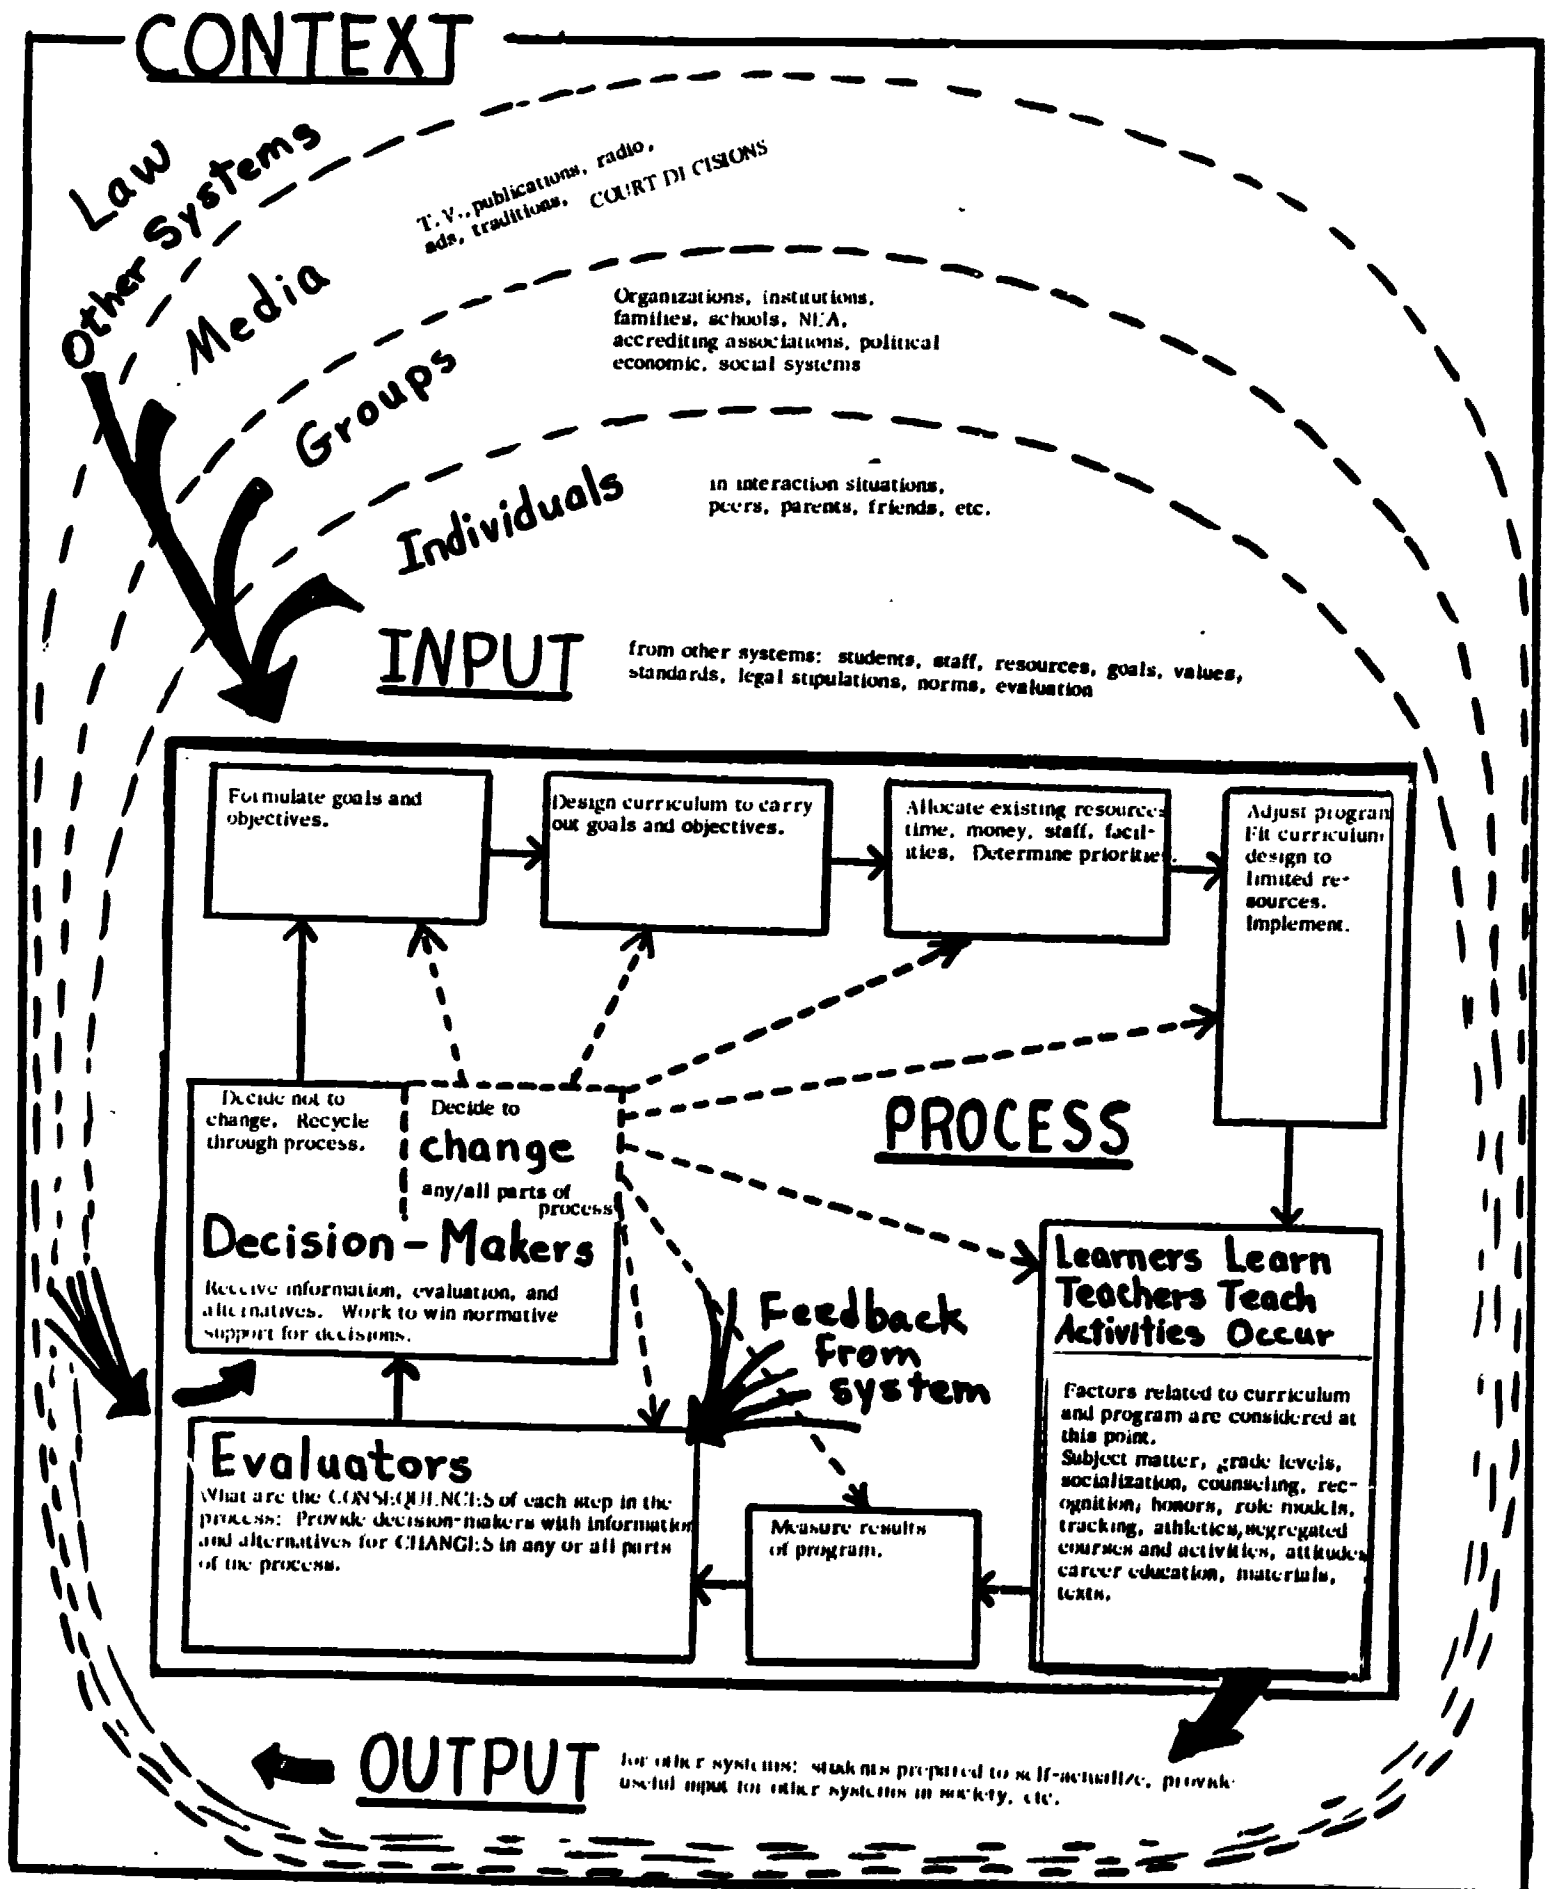 CONTEXT
Law
Other Systems
Media
T.V., publications, radio,
ads, traditions, COURT DECISIONS
Groups
Organizations, institutions,
families, schools, NEA,
accrediting associations, political
economic, social systems
Individuals
in interaction situations,
peers, parents, friends, etc.
INPUT
from other systems: students, staff, resources, goals, values,
standards, legal stipulations, norms, evaluation
Formulate goals and
objectives.
Design curriculum to carry
out goals and objectives.
Allocate existing resources
time, money, staff, facil-
ities. Determine priorities.
Adjust program
Fit curriculum
design to
limited re-
sources.
Implement.
Decide not to
change. Recycle
through process.
Decide to
change
any/all parts of
process
PROCESS
Decision-Makers
Receive information, evaluation, and
alternatives. Work to win normative
support for decisions.
Feedback
from
system
Learners Learn
Teachers Teach
Activities Occur
Factors related to curriculum
and program are considered at
this point.
Subject matter, grade levels,
socialization, counseling, rec-
ognition, honors, role models,
tracking, athletics, segregated
courses and activities, attitudes
career education, materials,
texts.
Evaluators
What are the CONSEQUENCES of each step in the
process: Provide decision-makers with information
and alternatives for CHANGES in any or all parts
of the process.
Measure results
of program.
OUTPUT
for other systems: students prepared to self-actualize, provide
useful input for other systems in society, etc.